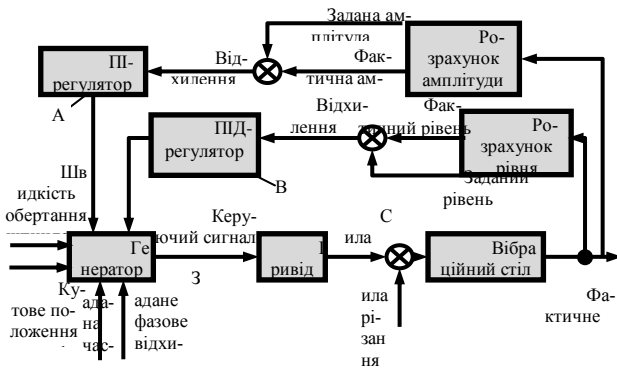 Задана ам-
плітуда
Ро-
зрахунок
амплітуди
Фак-
тична ам-
Від-
хилення
ПІ-
регулятор
А
Відхи-
лення
Фак-
тичний рівень
Ро-
зрахунок
рівня
Заданий
рівень
ПІД-
регулятор
В
Шв
идкість
обертання
Ге
нератор
Керу-
ючий сигнал
З
ривід
С
ила
Вібра
ційний стіл
Фа-
ктичне
ила
рі-
зан
ня
Ку-
тове по-
ложення
ада-
на
час-
адане
фазове
відхи-